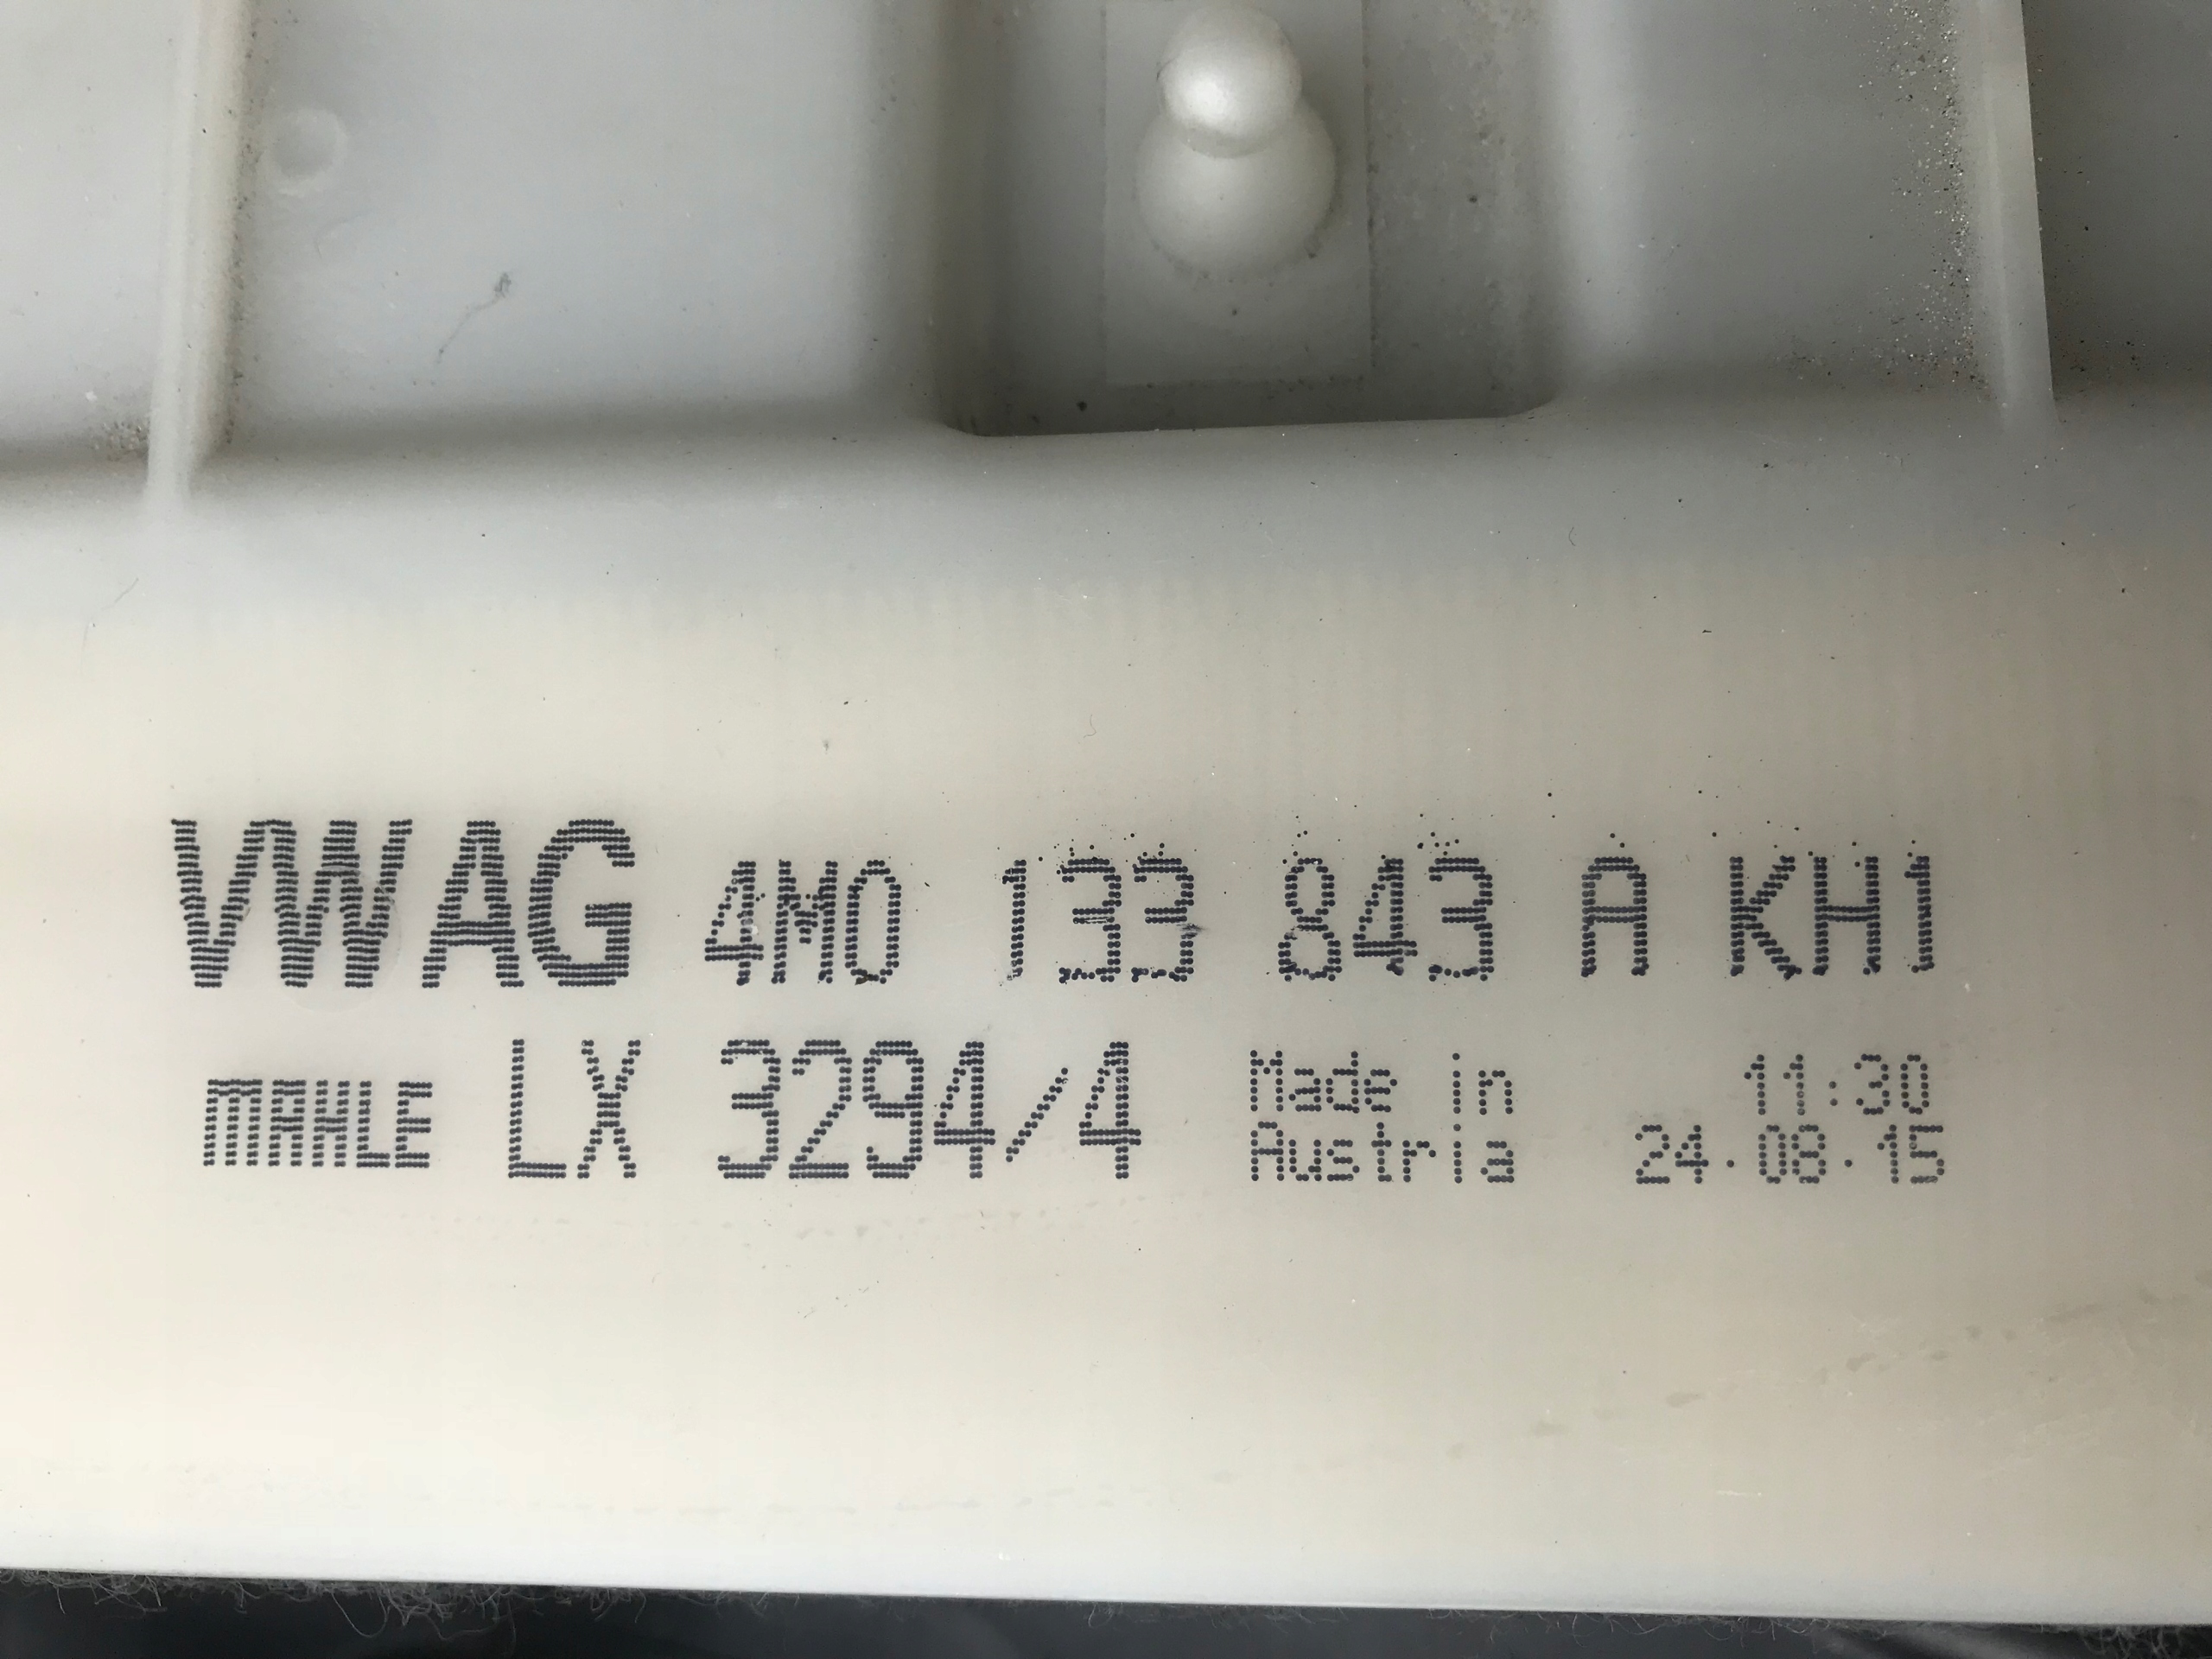 VWAG 4M0 133 843 A KH1
MAHLE LX 3294/4 Made in 11:30
Austria 24.08.15